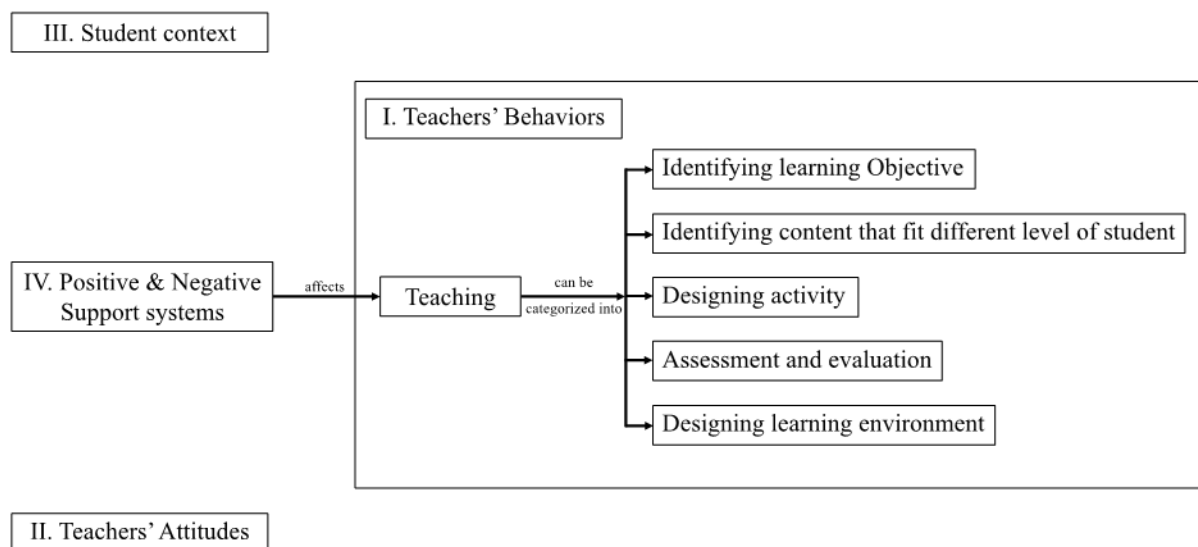 III. Student context
I. Teachers' Behaviors
Identifying learning Objective
Identifying content that fit different level of student
IV. Positive & Negative
Support systems
affects
Teaching
can be
categorized into
Designing activity
Assessment and evaluation
Designing learning environment
II. Teachers' Attitudes